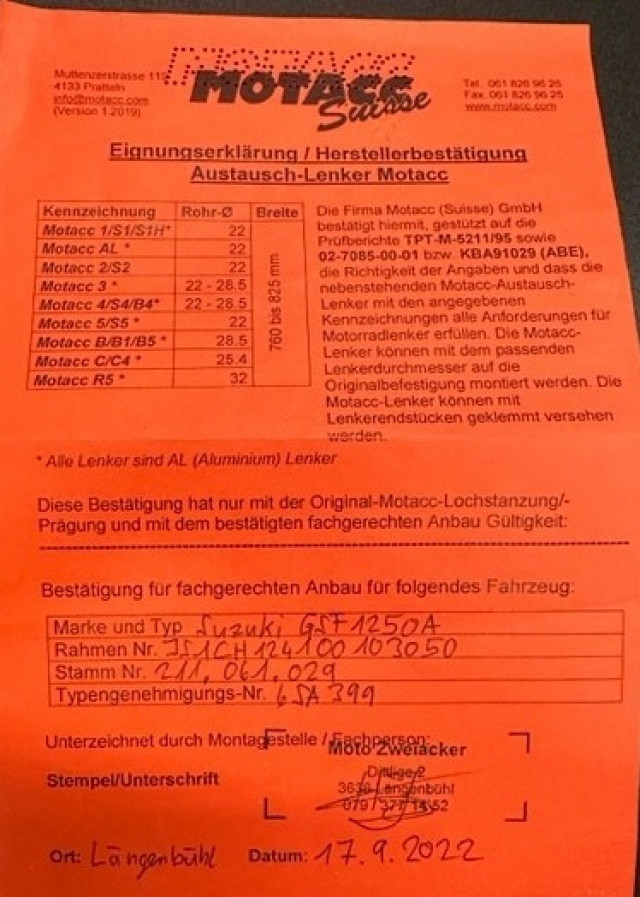 MOTACC
Muttenzerstrasse 113
4133 Pratteln
info@motacc.com
(Version 1.2019)
MOTACC
Suisse
Tel. 061 826 96 25
Fax. 061 826 96 25
www.motacc.com
Eignungserklärung / Herstellerbestätigung
Austausch-Lenker Motacc
Kennzeichnung Rohr-Ø Breite
Motacc 1/S1/S1H* 22
Motacc AL * 22
Motacc 2/S2 22
Motacc 3 * 22 - 28.5
Motacc 4/S4/B4* 22 - 28.5
Motacc 5/S5 * 22
Motacc B/B1/B5 * 28.5
Motacc C/C4 * 25.4
Motacc R5 * 32
760 bis 825 mm
Die Firma Motacc (Suisse) GmbH
bestätigt hiermit, gestützt auf die
Prüfberichte TPT-M-5211/95 sowie
02-7085-00-01 bzw. KBA91029 (ABE),
die Richtigkeit der Angaben und dass die
nebenstehenden Motacc-Austausch-
Lenker mit den angegebenen
Kennzeichnungen alle Anforderungen für
Motorradlenker erfüllen. Die Motacc-
Lenker können mit dem passenden
Lenkerdurchmesser auf die
Originalbefestigung montiert werden. Die
Motacc-Lenker können mit
Lenkerendstücken geklemmt versehen
werden.
* Alle Lenker sind AL (Aluminium) Lenker
Diese Bestätigung hat nur mit der Original-Motacc-Lochstanzung/-
Prägung und mit dem bestätigten fachgerechten Anbau Gültigkeit:
Bestätigung für fachgerechten Anbau für folgendes Fahrzeug:
Marke und Typ Suzuki GSF1250A
Rahmen Nr. JS1CH124100103050
Stamm Nr. 211.061.029
Typengenehmigungs-Nr. 6SA399
Unterzeichnet durch Montagestelle / Fachperson:
Moto Zwelacker
Stempel/Unterschrift
3636 Längenbühl
Ort: Längenbühl Datum: 17.9.2022